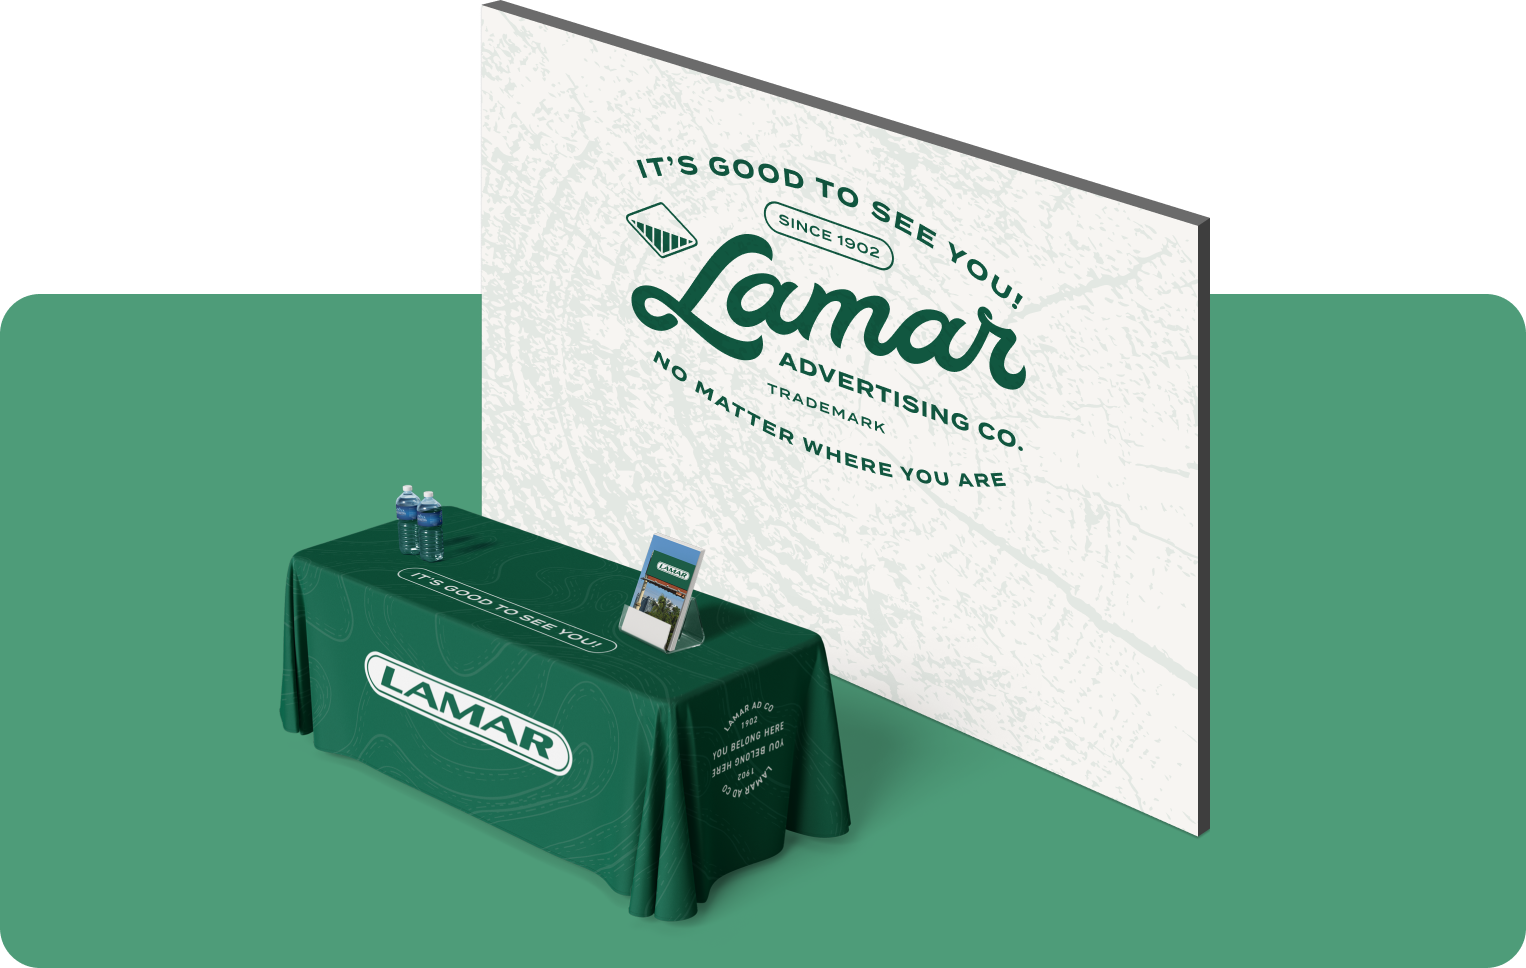 IT'S GOOD TO SEE YOU!
SINCE 1902
Lamar
ADVERTISING CO.
TRADEMARK
NO MATTER WHERE YOU ARE
LAMAR
IT'S GOOD TO SEE YOU!
LAMAR
LAMAR AD CO
1902
YOU BELONG HERE
YOU BELONG HERE
1902
LAMAR AD CO